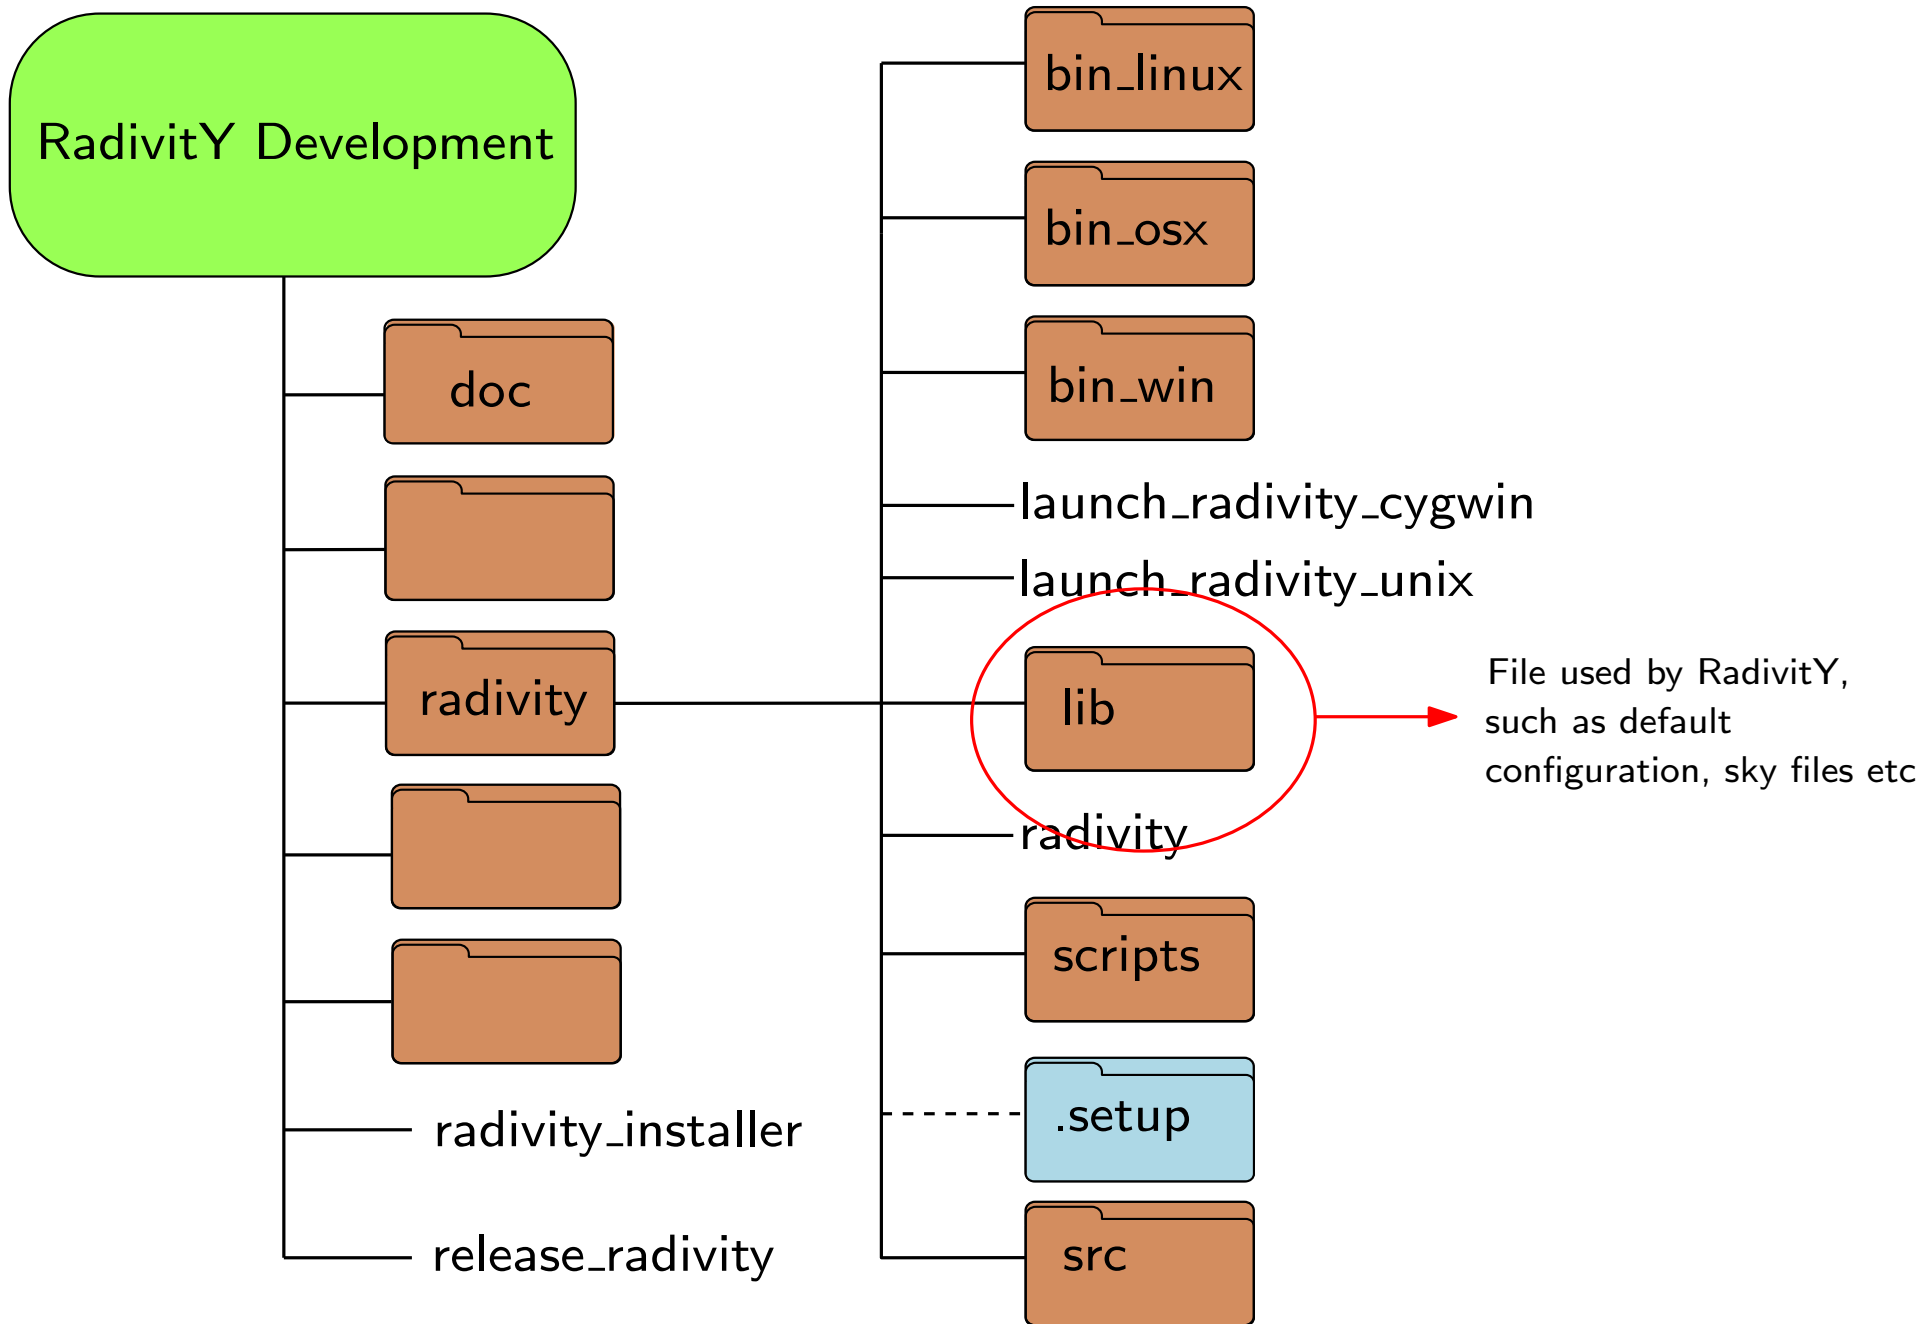 RadivitY Development
doc
radivity
radivity_installer
release_radivity
bin_linux
bin_osx
bin_win
launch_radivity_cygwin
launch_radivity_unix
lib
radivity
scripts
.setup
src
File used by RadivitY,
such as default
configuration, sky files etc